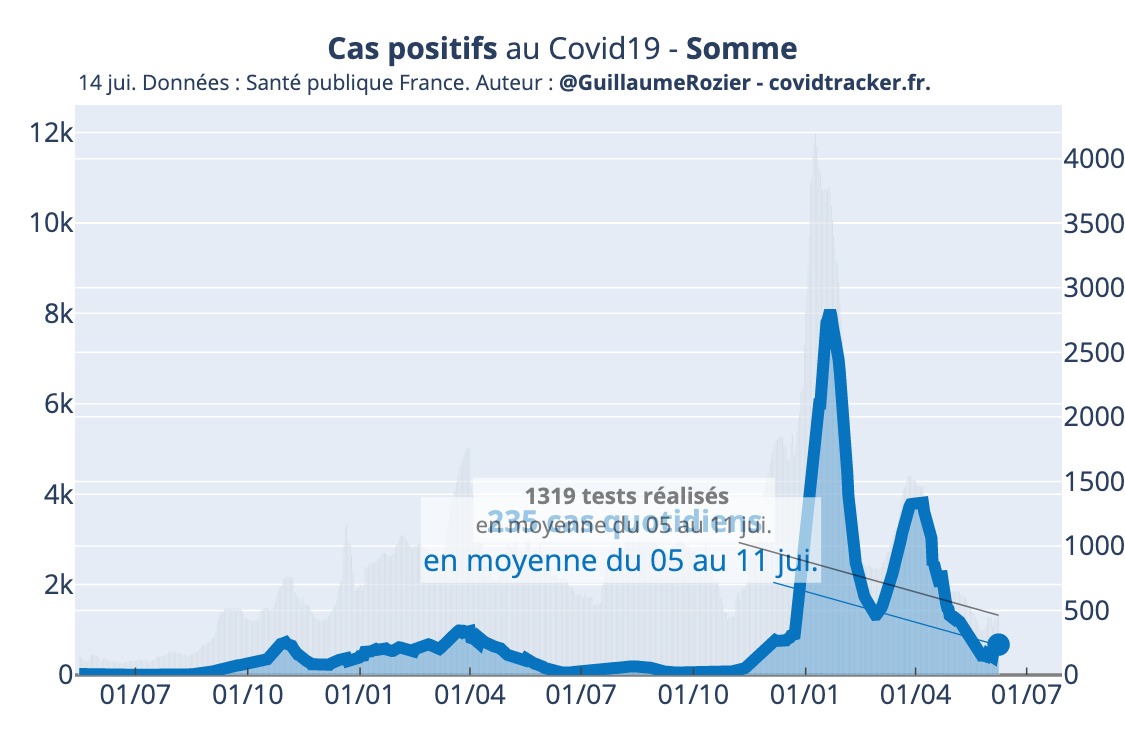 Cas positifs au Covid19 - Somme
14 jui. Données : Santé publique France. Auteur : @GuillaumeRozier - covidtracker.fr.
12k
10k
8k
6k
4k
2k
0
4000
3500
3000
2500
2000
1500
1000
500
0
1319 tests réalisés
en moyenne du 05 au 11 jui.
235 cas quotidiens
en moyenne du 05 au 11 jui.
01/07
01/10
01/01
01/04
01/07
01/10
01/01
01/04
01/07